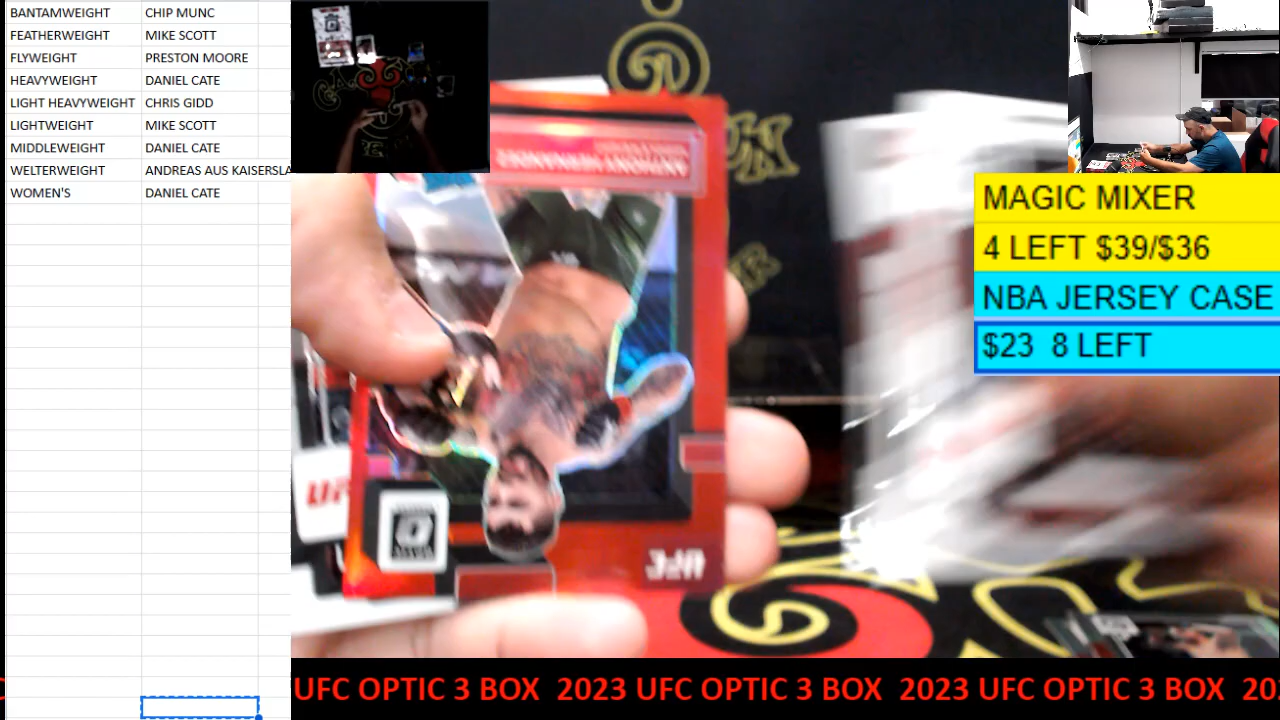 BANTAMWEIGHT CHIP MUNC
FEATHERWEIGHT MIKE SCOTT
FLYWEIGHT PRESTON MOORE
HEAVYWEIGHT DANIEL CATE
LIGHT HEAVYWEIGHT CHRIS GIDD
LIGHTWEIGHT MIKE SCOTT
MIDDLEWEIGHT DANIEL CATE
WELTERWEIGHT ANDREAS AUS KAISERSLA
WOMEN'S DANIEL CATE
MAGIC MIXER
4 LEFT $39/$36
NBA JERSEY CASE
$23 8 LEFT
UFC
UFC OPTIC 3 BOX 2023 UFC OPTIC 3 BOX 2023 UFC OPTIC 3 BOX 20